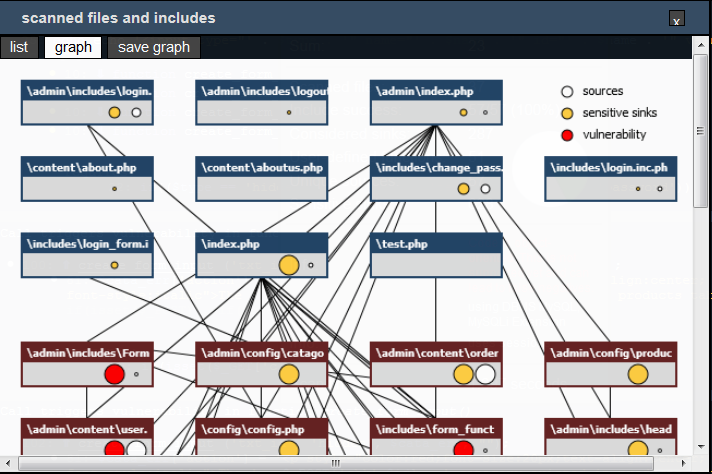 scanned files and includes
x
list
graph
save graph
\admin\includes\login.
\admin\includes\logou
\admin\index.php
sources
sensitive sinks
vulnerability
\content\about.php
\content\aboutus.php
\includes\change_pass.
\includes\login.inc.ph
\includes\login_form.i
\index.php
\test.php
\admin\includes\Form
\admin\config\catago
\admin\content\order
\admin\config\produc
\admin\content\user.
\config\config.php
\includes\form_funct
\admin\includes\head